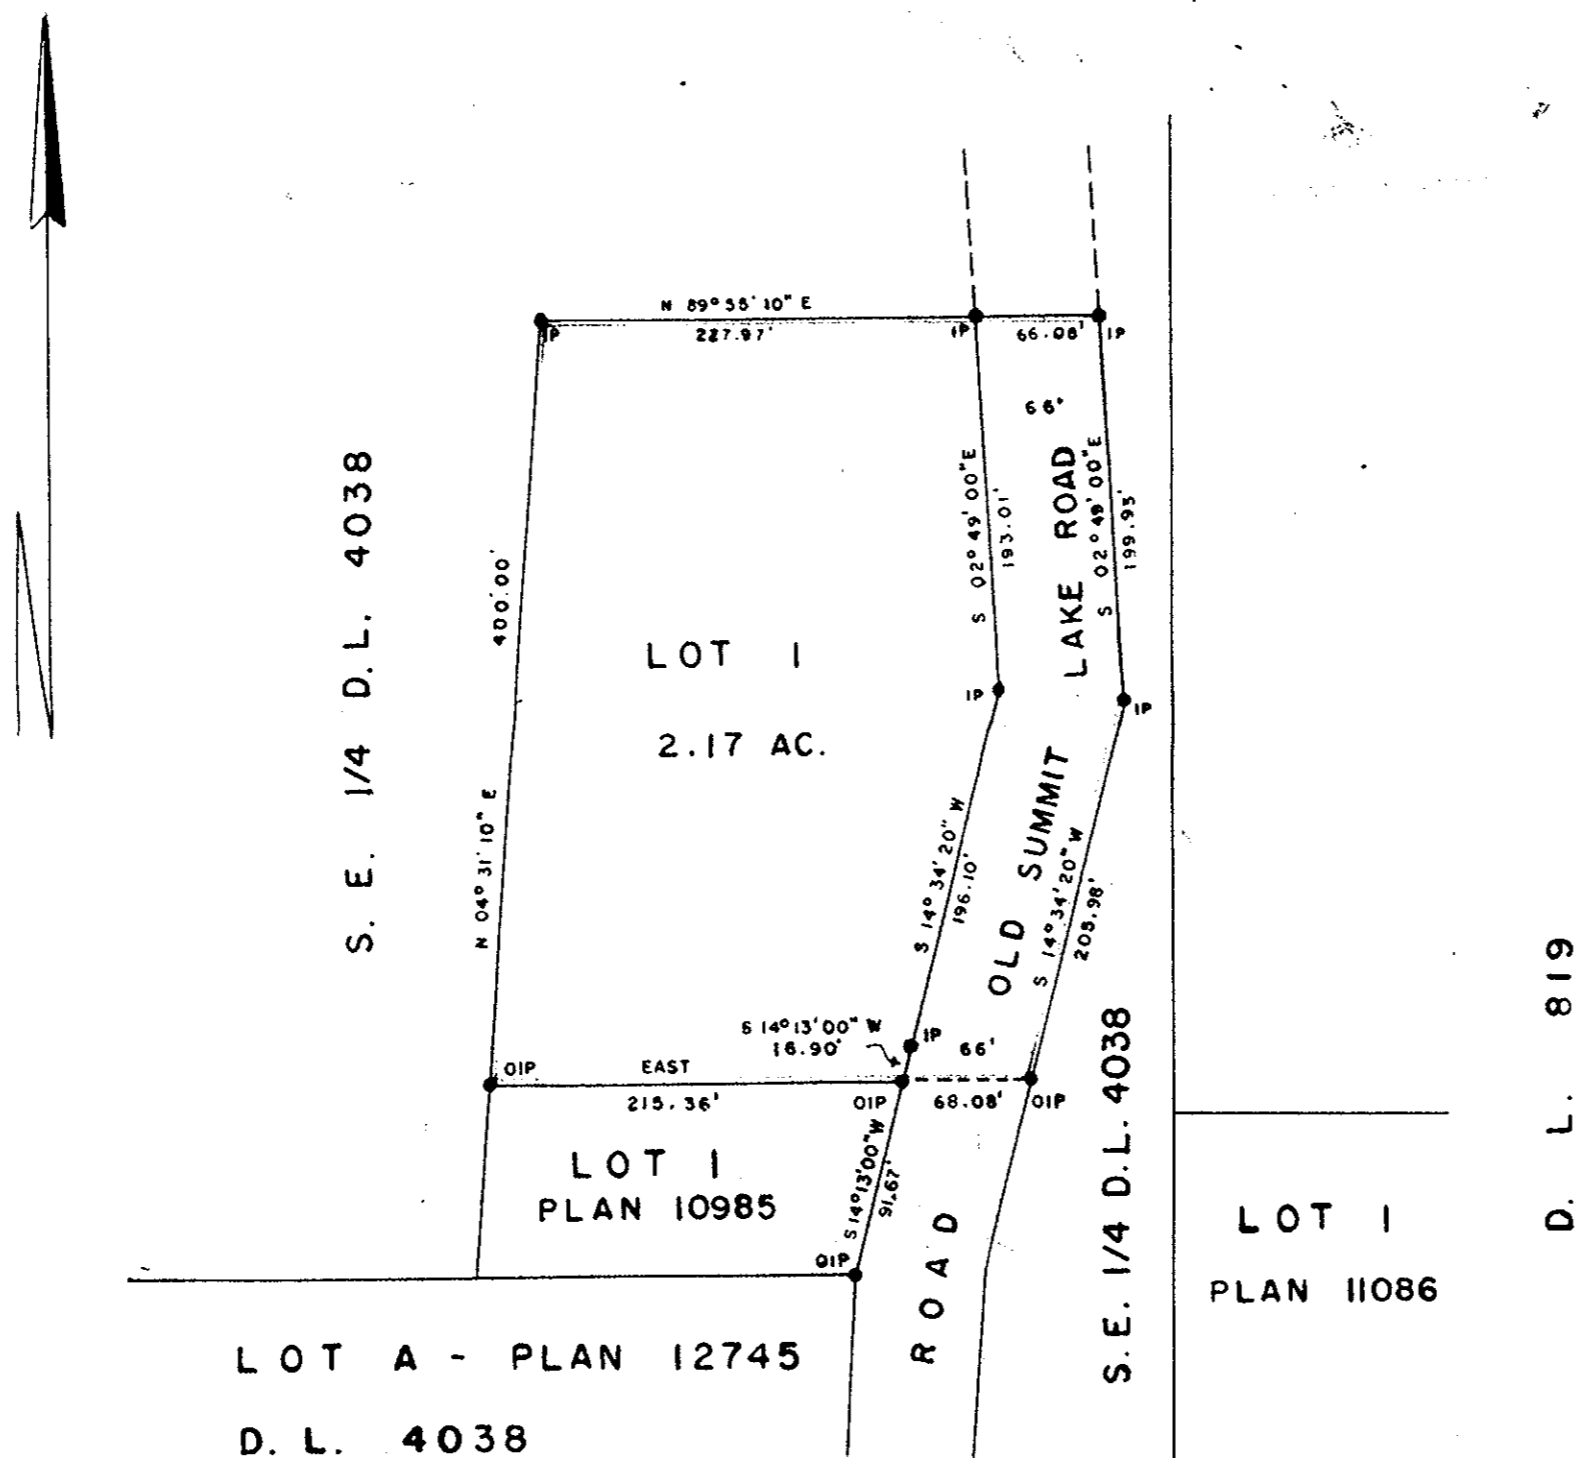 N 89° 58' 10" E
227.97'
66.08'
IP
IP
IP
66'
S 02° 49' 00" E
193.01'
LAKE ROAD
S 02° 49' 00" E
199.93'
S. E. 1/4 D. L. 4038
400.00'
N 04° 31' 10" E
LOT 1
2.17 AC.
IP
IP
S 14° 34' 20" W
196.10'
OLD SUMMIT
S 14° 34' 20" W
205.98'
S 14° 13' 00" W
16.90'
IP
66'
OIP
EAST
215.36'
OIP
68.08'
OIP
LOT 1
PLAN 10985
S 14° 13' 00" W
91.67'
OIP
ROAD
S. E. 1/4 D. L. 4038
D. L. 819
LOT 1
PLAN 11086
LOT A - PLAN 12745
D. L. 4038